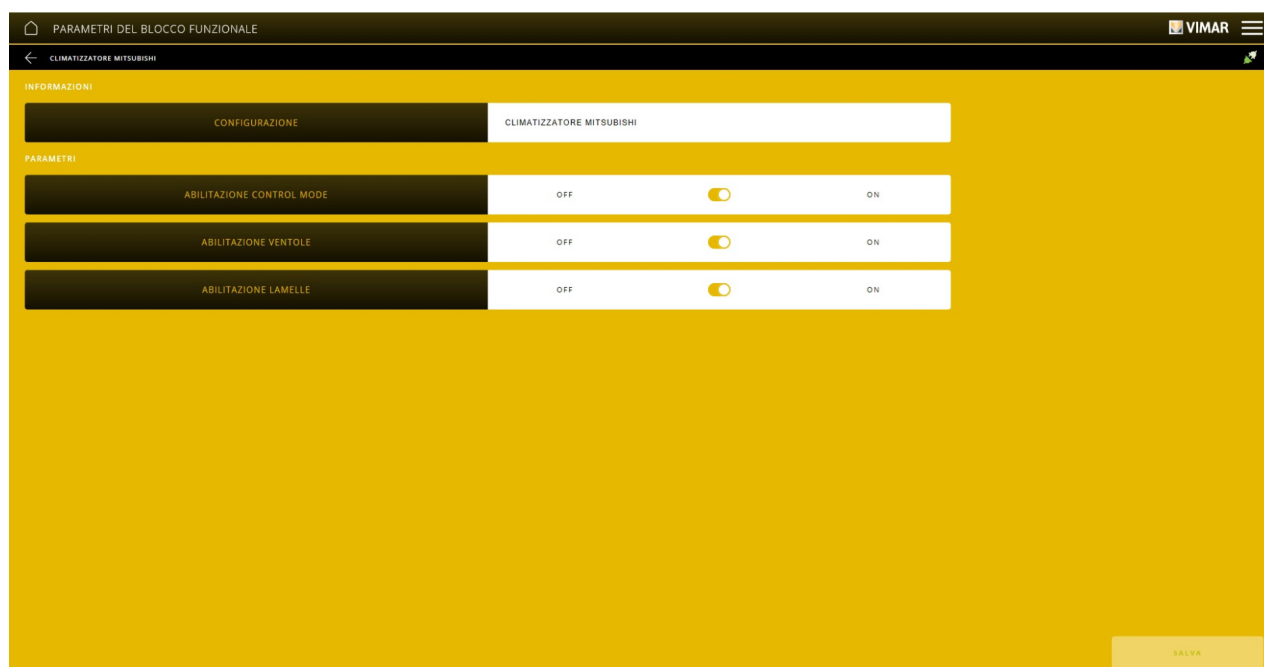 PARAMETRI DEL BLOCCO FUNZIONALE
VIMAR
CLIMATIZZATORE MITSUBISHI
INFORMAZIONI
CONFIGURAZIONE CLIMATIZZATORE MITSUBISHI
PARAMETRI
ABILITAZIONE CONTROL MODE OFF ON
ABILITAZIONE VENTOLE OFF ON
ABILITAZIONE LAMELLE OFF ON
SALVA